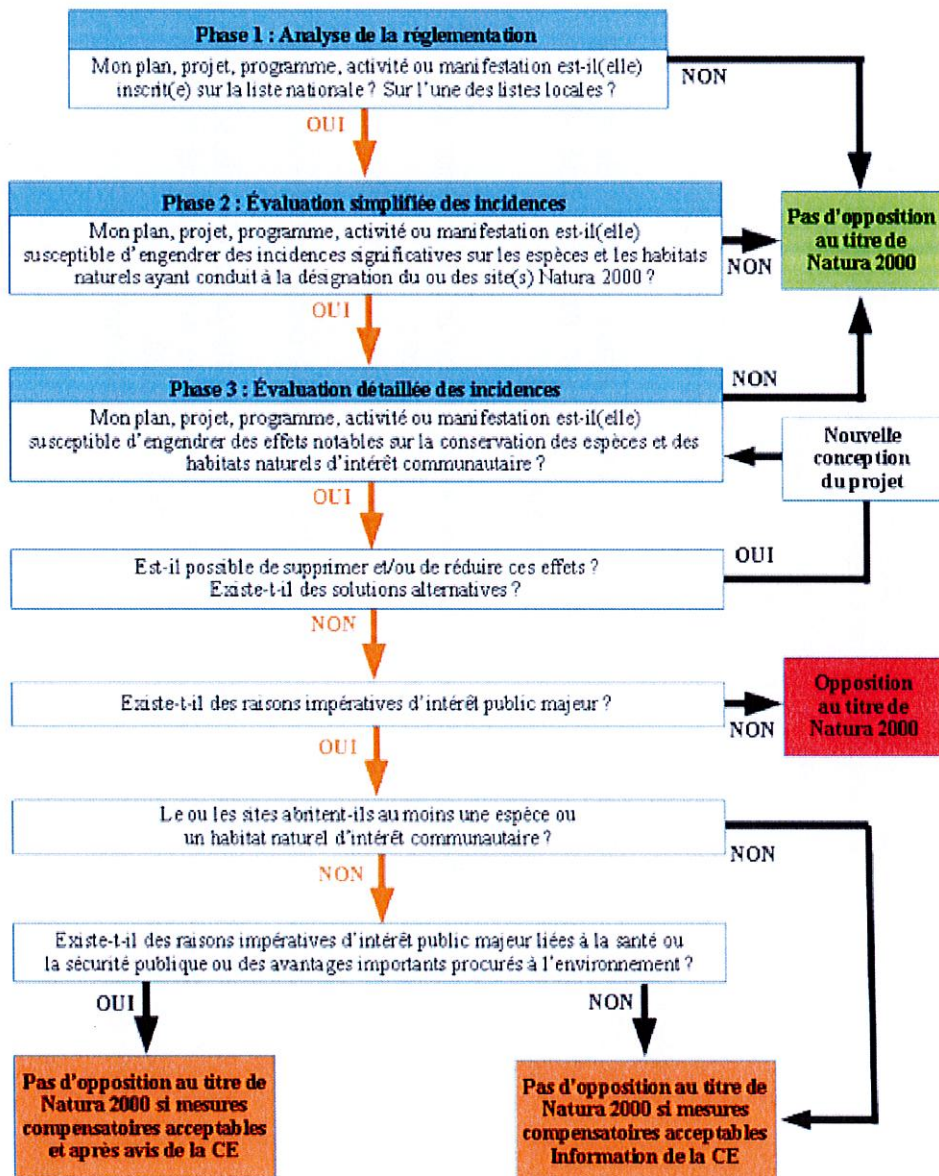 Phase 1 : Analyse de la réglementation
Mon plan, projet, programme, activité ou manifestation est-il(elle)
inscrit(e) sur la liste nationale ? Sur l'une des listes locales ?
NON
OUI
Phase 2 : Évaluation simplifiée des incidences
Mon plan, projet, programme, activité ou manifestation est-il(elle)
susceptible d'engendrer des incidences significatives sur les espèces et les habitats
naturels ayant conduit à la désignation du ou des site(s) Natura 2000 ?
NON
Pas d'opposition
au titre de
Natura 2000
OUI
Phase 3 : Évaluation détaillée des incidences
Mon plan, projet, programme, activité ou manifestation est-il(elle)
susceptible d'engendrer des effets notables sur la conservation des espèces et des
habitats naturels d'intérêt communautaire ?
NON
Nouvelle
conception
du projet
OUI
Est-il possible de supprimer et/ou de réduire ces effets ?
Existe-t-il des solutions alternatives ?
OUI
NON
Existe-t-il des raisons impératives d'intérêt public majeur ?
NON
Opposition
au titre de
Natura 2000
OUI
Le ou les sites abritent-ils au moins une espèce ou
un habitat naturel d'intérêt communautaire ?
NON
NON
Existe-t-il des raisons impératives d'intérêt public majeur liées à la santé ou
la sécurité publique ou des avantages importants procurés à l'environnement ?
OUI
NON
Pas d'opposition au titre de
Natura 2000 si mesures
compensatoires acceptables
et après avis de la CE
Pas d'opposition au titre de
Natura 2000 si mesures
compensatoires acceptables
Information de la CE